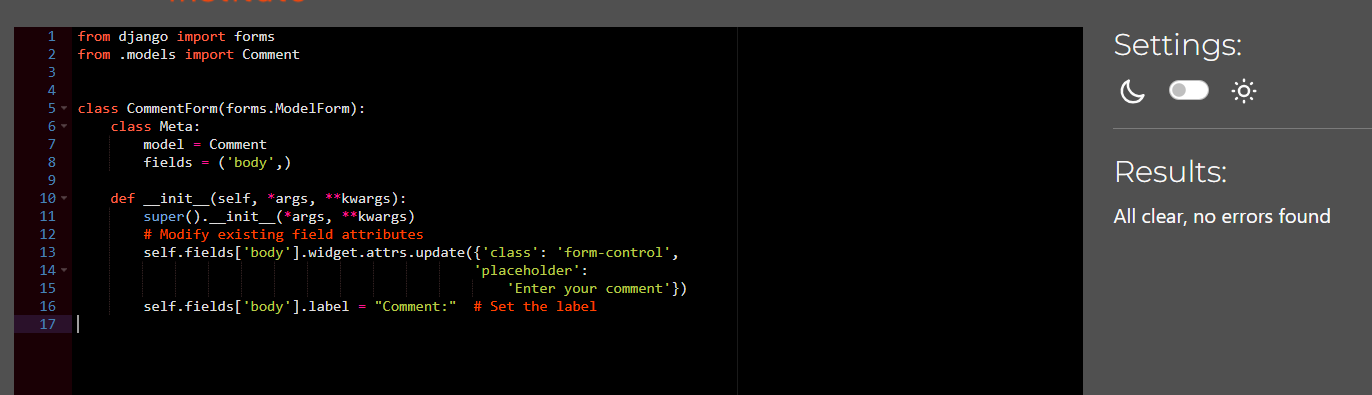 1 from django import forms
2 from .models import Comment
3
4
5 class CommentForm(forms.ModelForm):
6     class Meta:
7         model = Comment
8         fields = ('body',)
9
10     def __init__(self, *args, **kwargs):
11         super().__init__(*args, **kwargs)
12         # Modify existing field attributes
13         self.fields['body'].widget.attrs.update({'class': 'form-control',
14                                                 'placeholder':
15                                                     'Enter your comment'})
16         self.fields['body'].label = "Comment:"  # Set the label
17
Settings:
Results:
All clear, no errors found